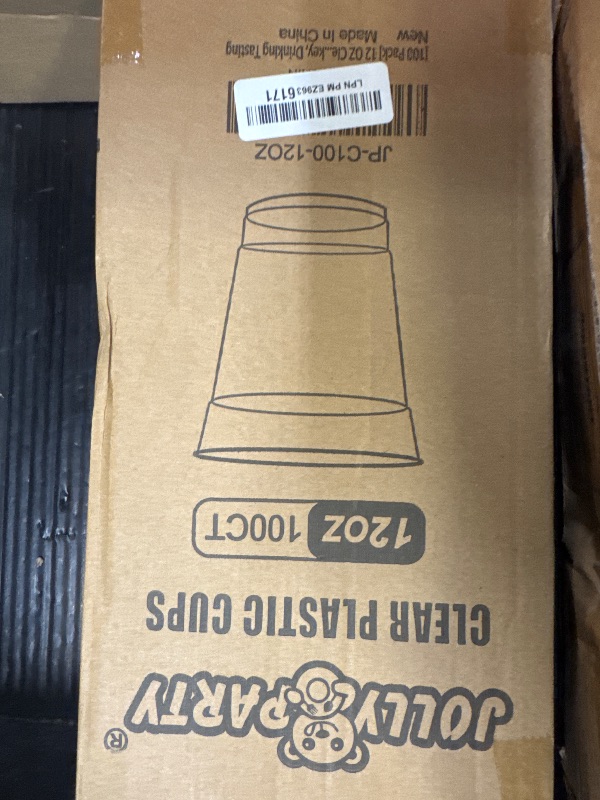 JOLLY PARTY ®
CLEAR PLASTIC CUPS
12OZ 100CT
JP-C100-12OZ
LPN PM EZ963 6171
[100 Pack] 12 OZ Cle...key, Drinking Tasting
New Made in China